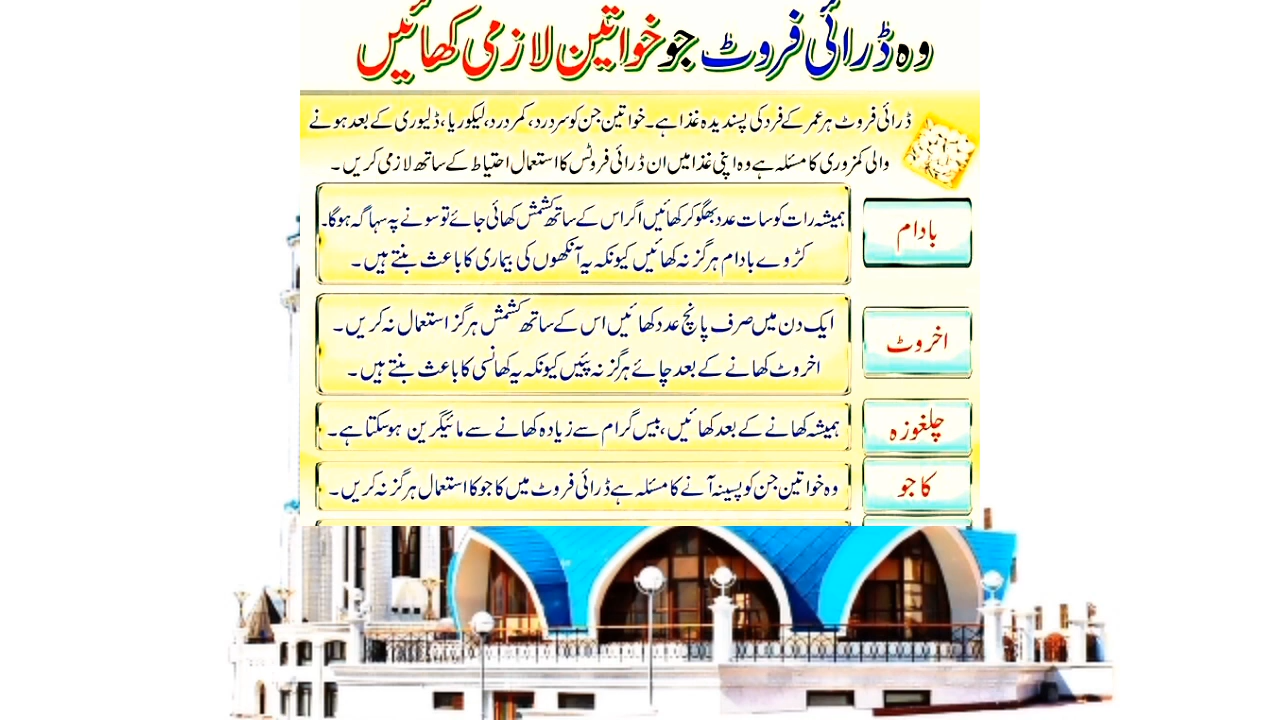 وہ ڈرائی فروٹ جو خواتین لازمی کھائیں
ڈرائی فروٹ ہر عمر کے فرد کی پسندیدہ غذا ہے۔ خواتین جن کو سر درد، کمر درد، لیکوریا، ڈلیوری کے بعد ہونے
والی کمزوری کا مسئلہ ہے وہ اپنی غذا میں ان ڈرائی فروٹس کا استعمال احتیاط کے ساتھ لازمی کریں۔
بادام
ہمیشہ رات کو سات عدد بھگو کر کھائیں اگر اس کے ساتھ کشمش کھائی جائے تو سونے پہ سہاگہ ہوگا۔
کڑوے بادام ہرگز نہ کھائیں کیونکہ یہ آنکھوں کی بیماری کا باعث بنتے ہیں۔
اخروٹ
ایک دن میں صرف پانچ عدد کھائیں اس کے ساتھ کشمش ہرگز استعمال نہ کریں۔
اخروٹ کھانے کے بعد چائے ہرگز نہ پئیں کیونکہ یہ کھانسی کا باعث بنتے ہیں۔
چلغوزہ
ہمیشہ کھانے کے بعد کھائیں، بیس گرام سے زیادہ کھانے سے مائیگرین ہوسکتا ہے۔
کاجو
وہ خواتین جن کو پسینہ آنے کا مسئلہ ہے ڈرائی فروٹ میں کاجو کا استعمال ہرگز نہ کریں۔